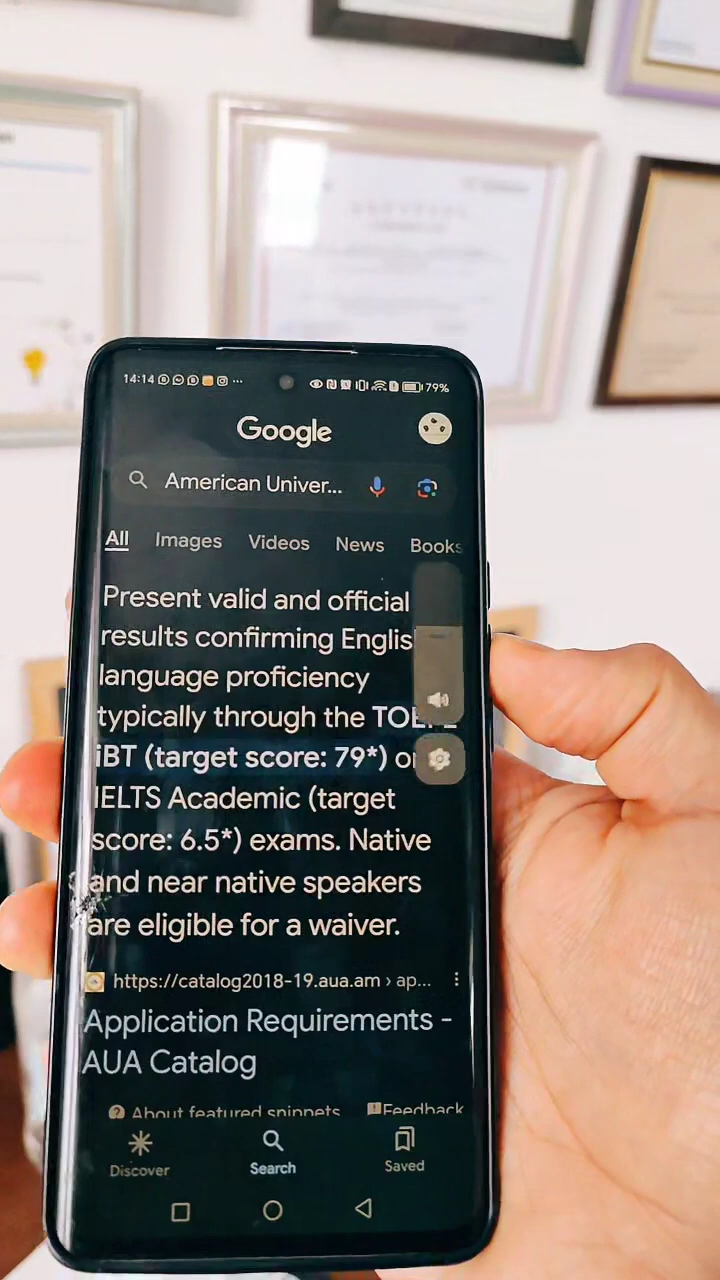 14:14
79%
Google
American Univer...
All Images Videos News Books
Present valid and official
results confirming Englis
language proficiency
typically through the TOEFL
iBT (target score: 79*) or
IELTS Academic (target
score: 6.5*) exams. Native
and near native speakers
are eligible for a waiver.
https://catalog2018-19.aua.am › ap...
Application Requirements -
AUA Catalog
About featured snippets Feedback
Discover Search Saved